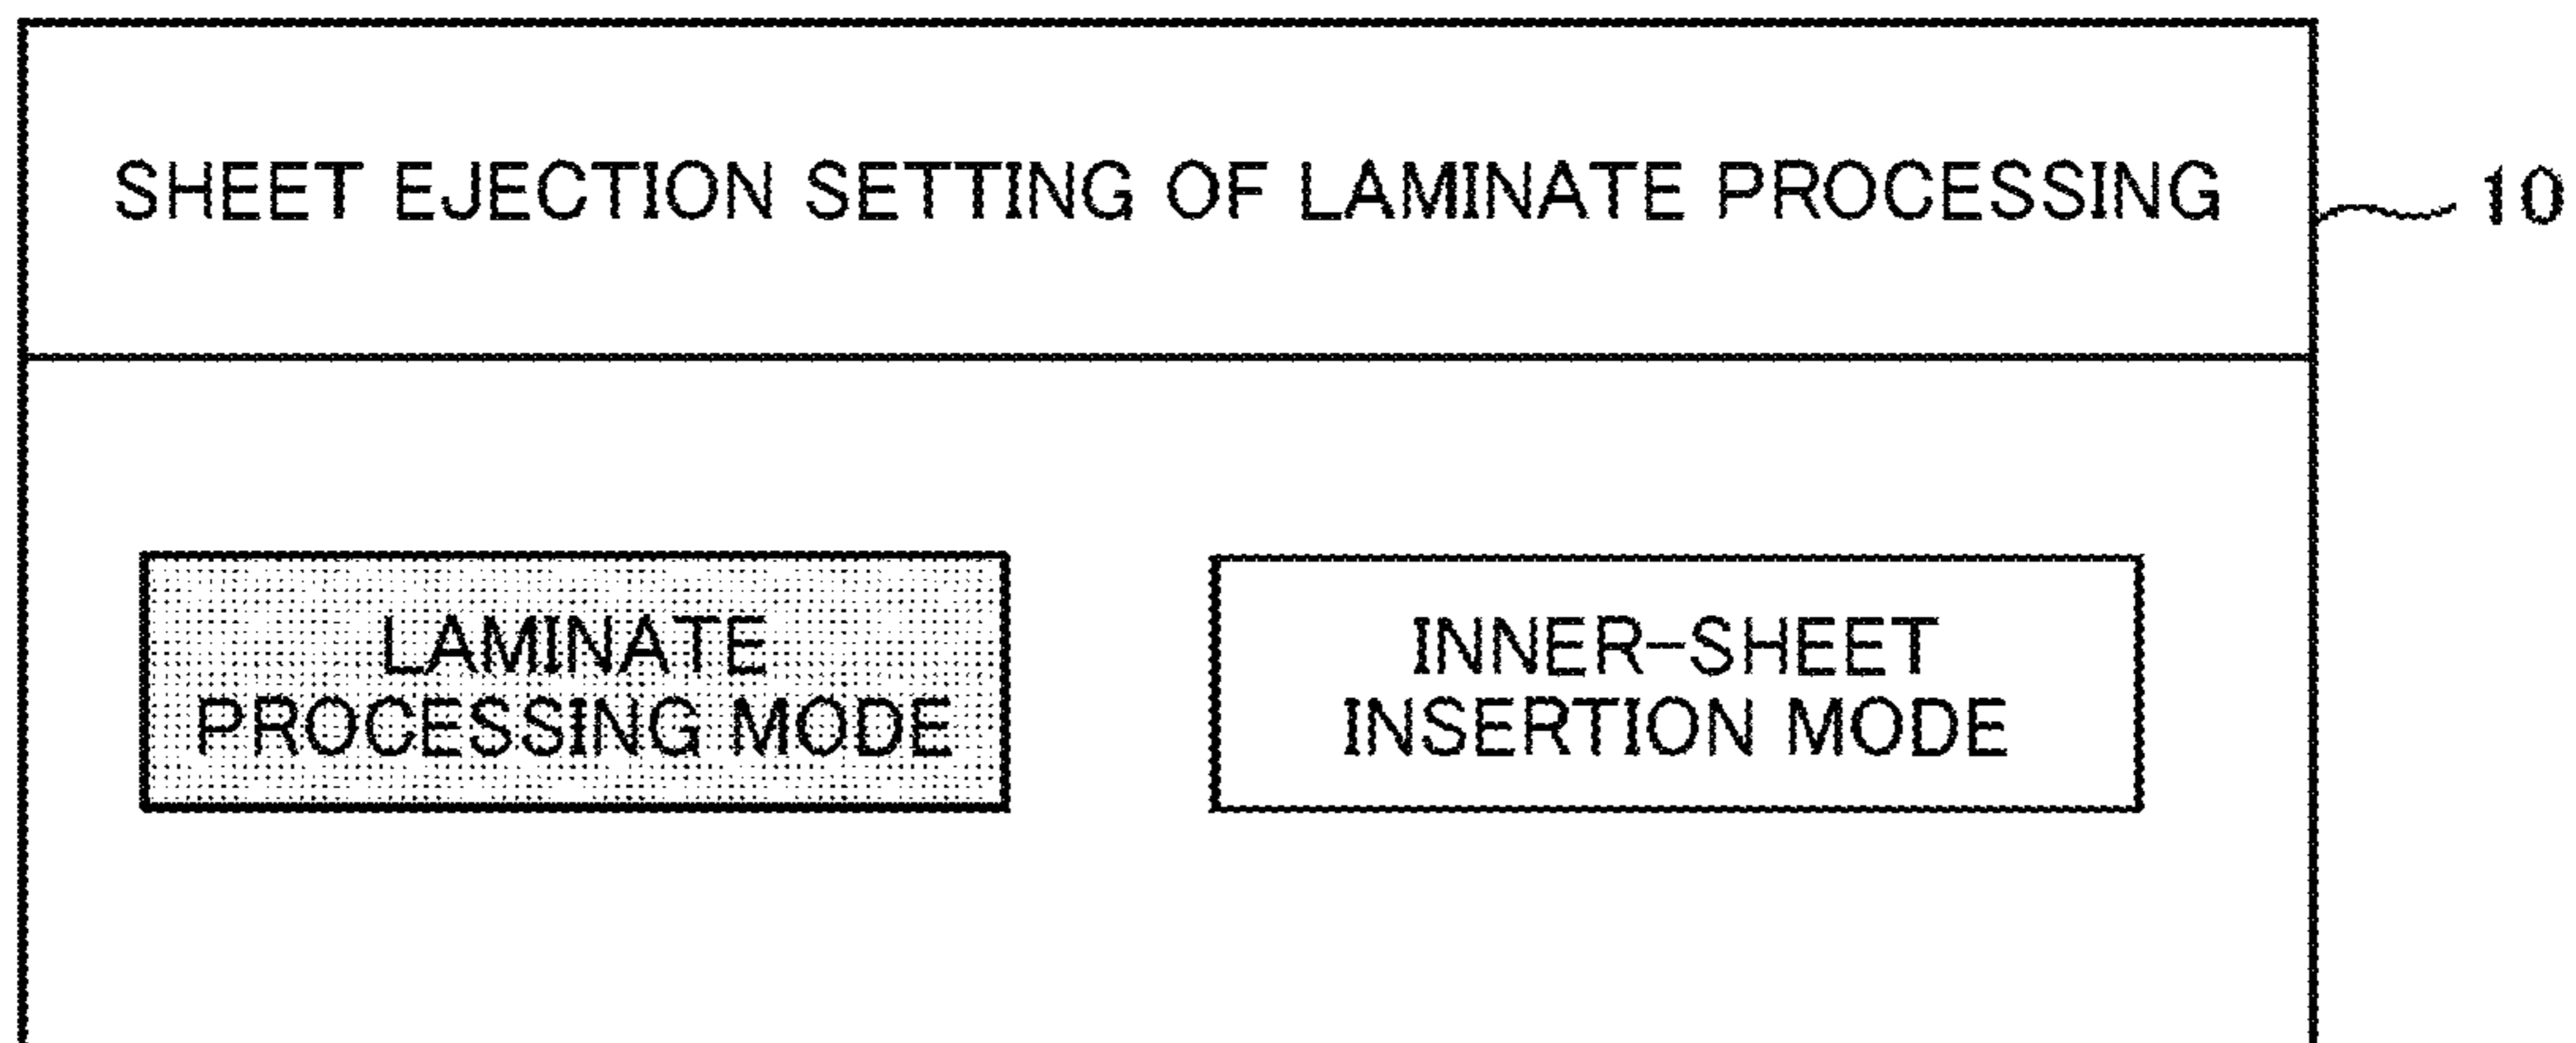 SHEET EJECTION SETTING OF LAMINATE PROCESSING
10
LAMINATE
PROCESSING MODE
INNER-SHEET
INSERTION MODE